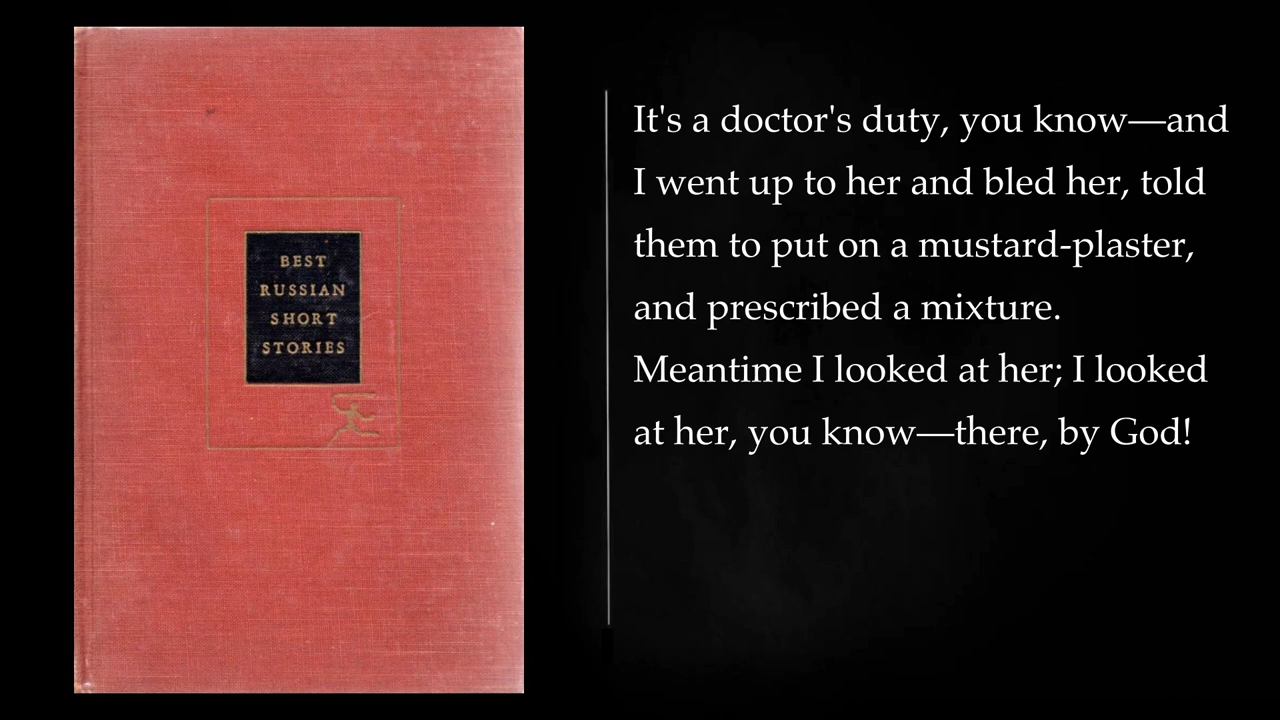 BEST
RUSSIAN
SHORT
STORIES
It's a doctor's duty, you know—and
I went up to her and bled her, told
them to put on a mustard-plaster,
and prescribed a mixture.
Meantime I looked at her; I looked
at her, you know—there, by God!